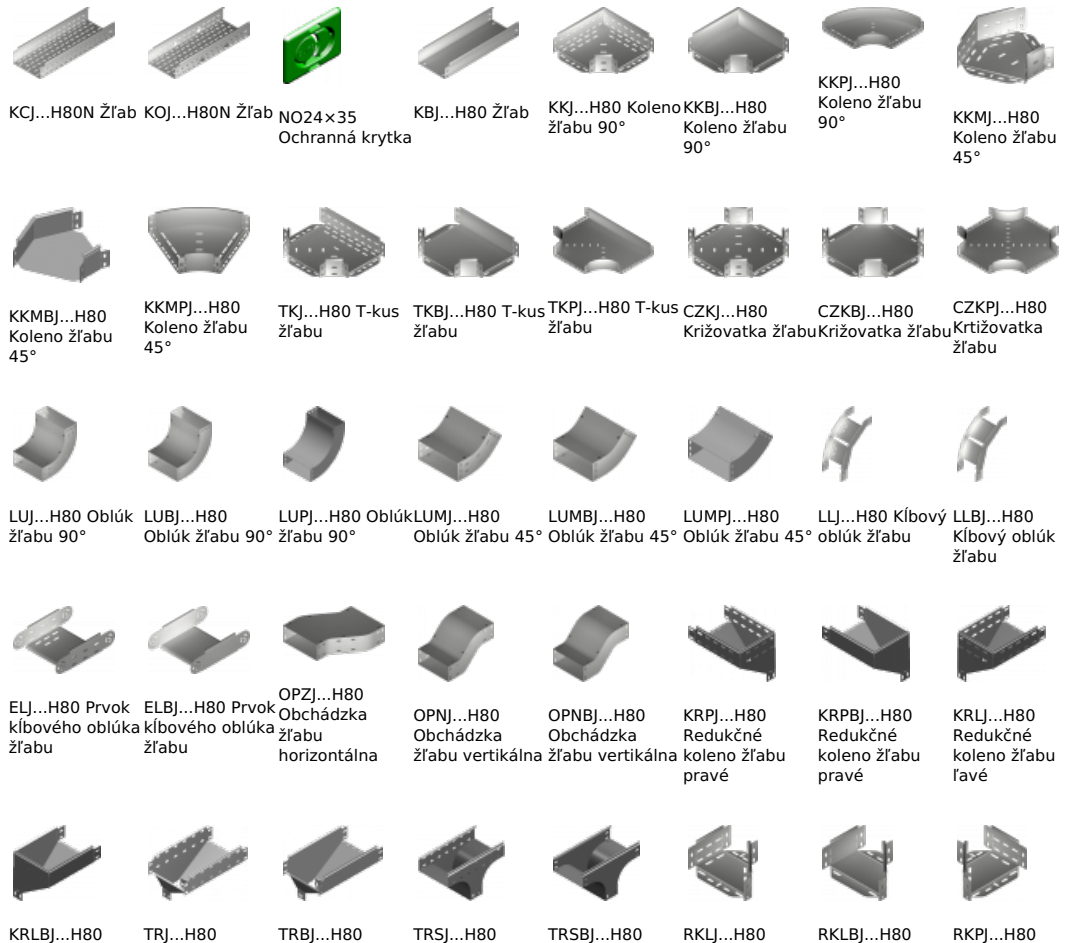 KCJ...H80N Žľab
KOJ...H80N Žľab
NO24×35
Ochranná krytka
KBJ...H80 Žľab
KKJ...H80 Koleno
žľabu 90°
KKBJ...H80
Koleno žľabu
90°
KKPJ...H80
Koleno žľabu
90°
KKMJ...H80
Koleno žľabu
45°
KKMBJ...H80
Koleno žľabu
45°
KKMPJ...H80
Koleno žľabu
45°
TKJ...H80 T-kus
žľabu
TKBJ...H80 T-kus
žľabu
TKPJ...H80 T-kus
žľabu
CZKJ...H80
Križovatka žľabu
CZKBJ...H80
Križovatka žľabu
CZKPJ...H80
Krtižovatka
žľabu
LUJ...H80 Oblúk
žľabu 90°
LUBJ...H80
Oblúk žľabu 90°
LUPJ...H80 Oblúk
žľabu 90°
LUMJ...H80
Oblúk žľabu 45°
LUMBJ...H80
Oblúk žľabu 45°
LUMPJ...H80
Oblúk žľabu 45°
LLJ...H80 Kĺbový
oblúk žľabu
LLBJ...H80
Kĺbový oblúk
žľabu
ELJ...H80 Prvok
kĺbového oblúka
žľabu
ELBJ...H80 Prvok
kĺbového oblúka
žľabu
OPZJ...H80
Obchádzka
žľabu
horizontálna
OPNJ...H80
Obchádzka
žľabu vertikálna
OPNBJ...H80
Obchádzka
žľabu vertikálna
KRPJ...H80
Redukčné
koleno žľabu
pravé
KRPBJ...H80
Redukčné
koleno žľabu
pravé
KRLJ...H80
Redukčné
koleno žľabu
ľavé
KRLBJ...H80
TRJ...H80
TRBJ...H80
TRSJ...H80
TRSBJ...H80
RKLJ...H80
RKLBJ...H80
RKPJ...H80